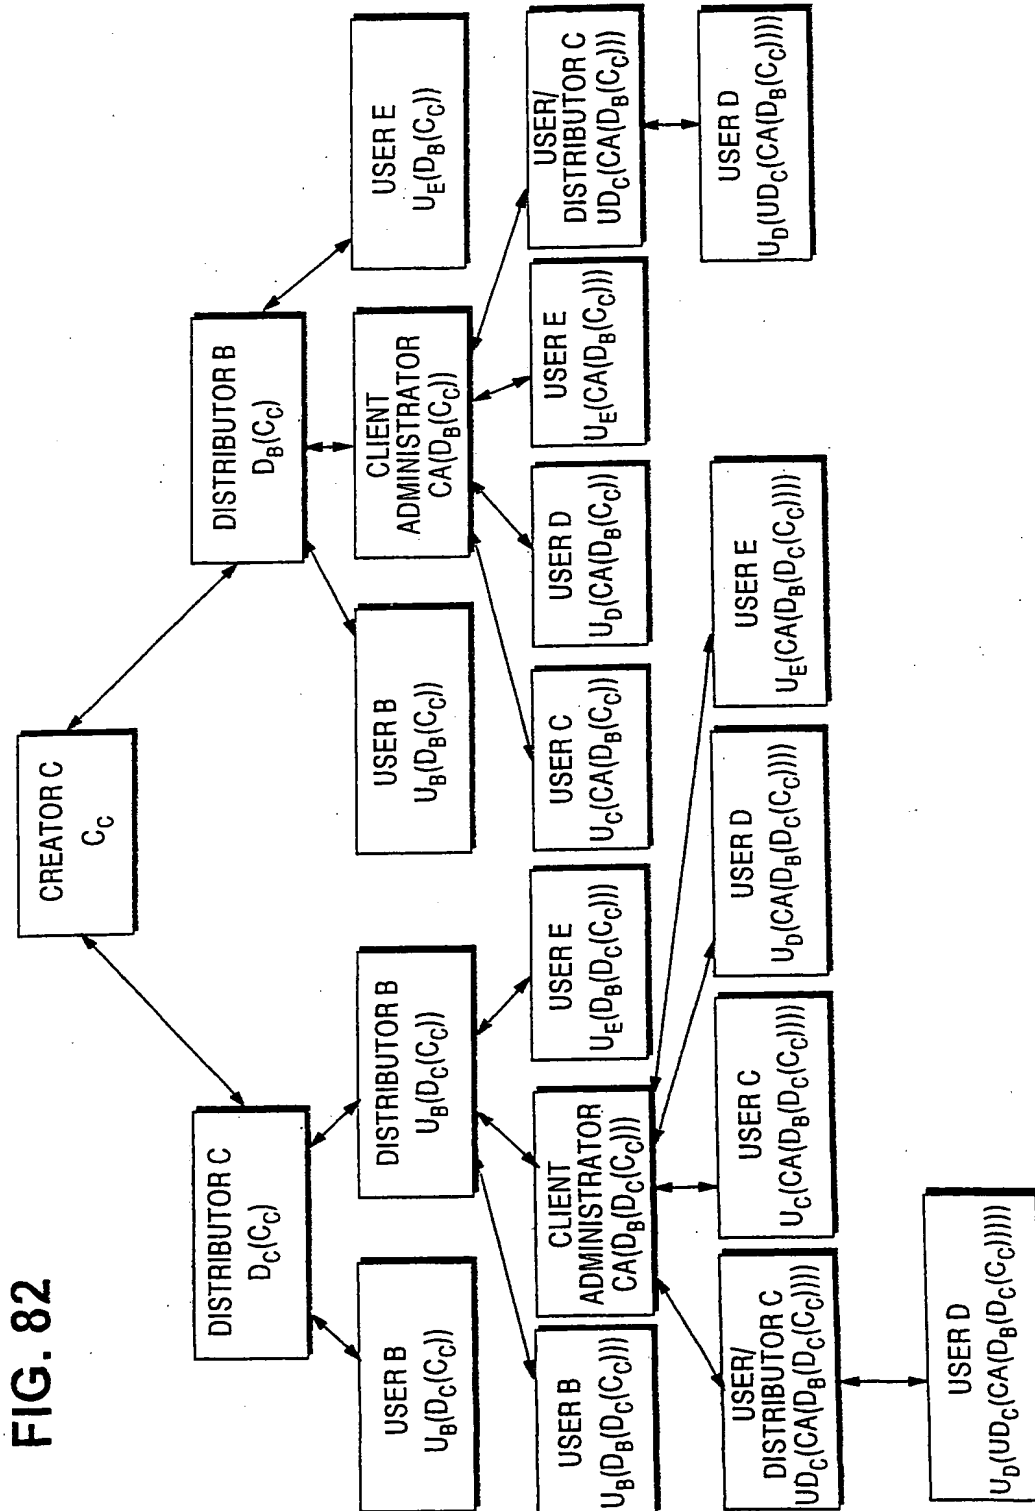 FIG. 82
CREATOR C
C_C
DISTRIBUTOR C
D_C(C_C)
DISTRIBUTOR B
D_B(C_C)
USER B
U_B(D_C(C_C))
DISTRIBUTOR B
U_B(D_C(C_C))
USER B
U_B(D_B(C_C))
CLIENT
ADMINISTRATOR
CA(D_B(C_C))
USER E
U_E(D_B(C_C))
USER B
U_B(D_B(D_C(C_C)))
CLIENT
ADMINISTRATOR
CA(D_B(D_C(C_C)))
USER E
U_E(D_B(D_C(C_C)))
USER C
U_C(CA(D_B(C_C))
USER D
U_D(CA(D_B(C_C))
USER E
U_E(CA(D_B(C_C)))
USER/
DISTRIBUTOR C
UD_C(CA(D_B(C_C)))
USER/
DISTRIBUTOR C
UD_C(CA(D_B(D_C(C_C))))
USER C
U_C(CA(D_B(D_C(C_C)))))
USER D
U_D(CA(D_B(D_C(C_C))))
USER E
U_E(CA(D_B(D_C(C_C))))
USER D
U_D(UD_C(CA(D_B(C_C))))
USER D
U_D(UD_C(CA(D_B(D_C(C_C)))))